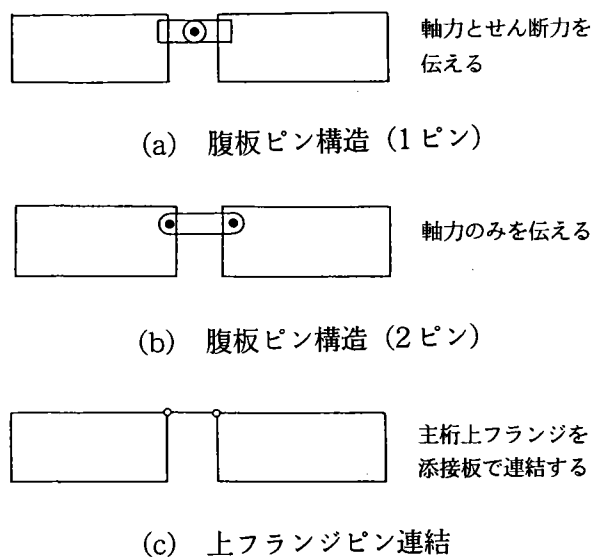 軸力とせん断力を
伝える
(a) 腹板ピン構造 (1ピン)
軸力のみを伝える
(b) 腹板ピン構造 (2ピン)
主桁上フランジを
添接板で連結する
(c) 上フランジピン連結